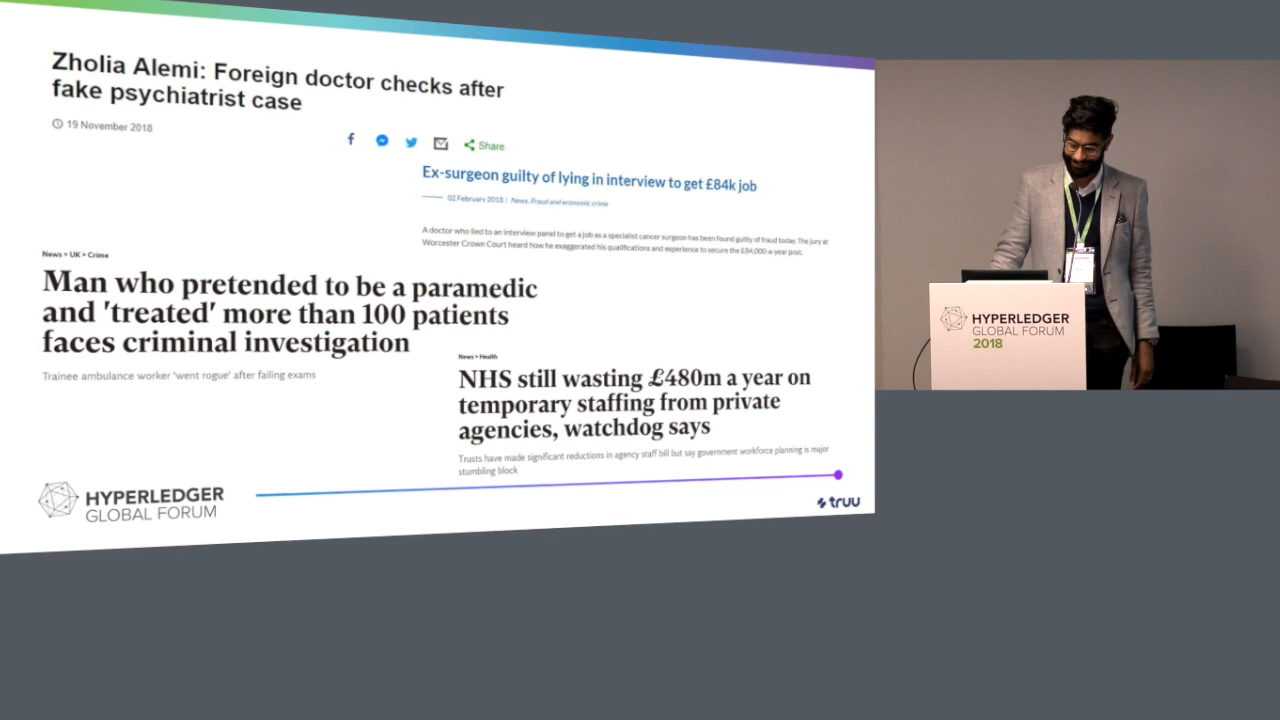 Zholia Alemi: Foreign doctor checks after
fake psychiatrist case
19 November 2018
Share
Ex-surgeon guilty of lying in interview to get £84k job
02 February 2018 | News, Fraud and economic crime
A doctor who lied to an interview panel to get a job as a specialist cancer surgeon has been found guilty of fraud today. The jury at
Worcester Crown Court heard how he exaggerated his qualifications and experience to secure the £84,000-a-year post.
News > UK > Crime
Man who pretended to be a paramedic
and 'treated' more than 100 patients
faces criminal investigation
Trainee ambulance worker 'went rogue' after failing exams
News > Health
NHS still wasting £480m a year on
temporary staffing from private
agencies, watchdog says
Trusts have made significant reductions in agency staff bill but say government workforce planning is major
stumbling block
HYPERLEDGER
GLOBAL FORUM
truu
HYPERLEDGER
GLOBAL FORUM
2018